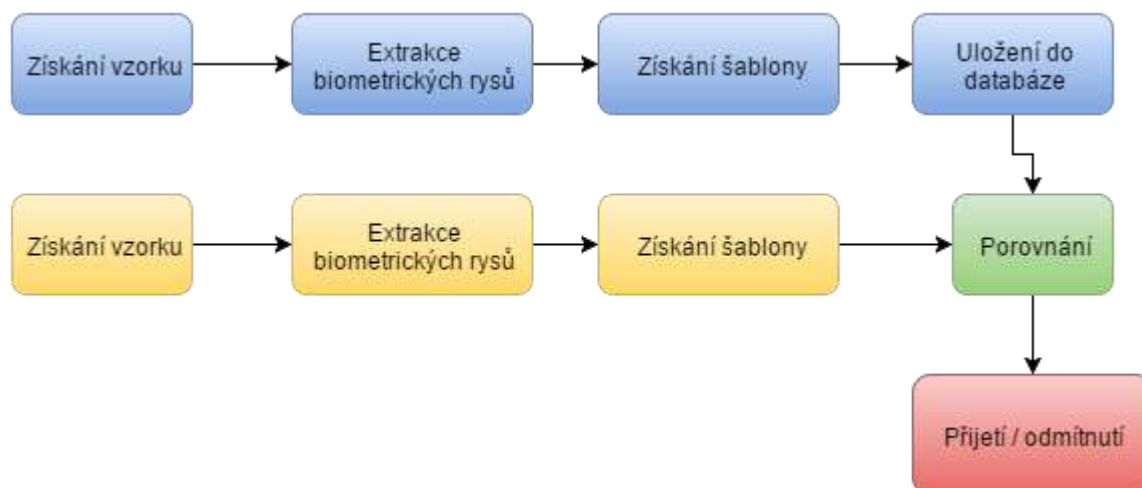 Získání vzorku
Extrakce
biometrických rysů
Získání šablony
Uložení do
databáze
Získání vzorku
Extrakce
biometrických rysů
Získání šablony
Porovnání
Přijetí / odmítnutí